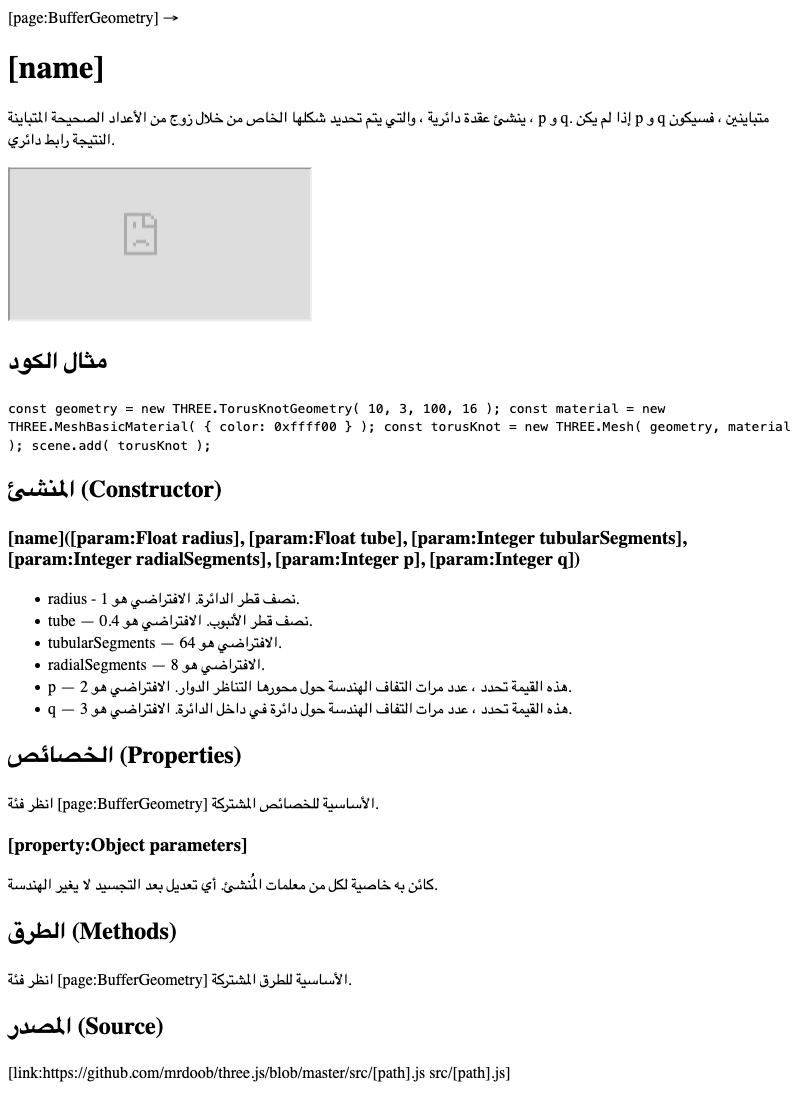 [page:BufferGeometry] →
[name]
ينشئ عقدة دائرية ، والتي يتم تحديد شكلها الخاص من خلال زوج من الأعداد الصحيحة المتباينة ، p و q. إذا لم يكن p و q متباينين ، فسيكون
النتيجة رابط دائري.
مثال الكود
const geometry = new THREE.TorusKnotGeometry( 10, 3, 100, 16 ); const material = new
THREE.MeshBasicMaterial( { color: 0xffff00 } ); const torusKnot = new THREE.Mesh( geometry, material
); scene.add( torusKnot );
المنشئ (Constructor)
[name]([param:Float radius], [param:Float tube], [param:Integer tubularSegments],
[param:Integer radialSegments], [param:Integer p], [param:Integer q])
radius - نصف قطر الدائرة. الافتراضي هو 1.
tube — نصف قطر الأنبوب. الافتراضي هو 0.4.
tubularSegments — الافتراضي هو 64.
radialSegments — الافتراضي هو 8.
p — هذه القيمة تحدد ، عدد مرات التفاف الهندسة حول محورها التناظر الدوار. الافتراضي هو 2.
q — هذه القيمة تحدد ، عدد مرات التفاف الهندسة حول دائرة في داخل الدائرة. الافتراضي هو 3.
الخصائص (Properties)
انظر فئة [page:BufferGeometry] الأساسية للخصائص المشتركة.
[property:Object parameters]
كائن به خاصية لكل من معلمات المُنشئ. أي تعديل بعد التجسيد لا يغير الهندسة.
الطرق (Methods)
انظر فئة [page:BufferGeometry] الأساسية للطرق المشتركة.
المصدر (Source)
[link:https://github.com/mrdoob/three.js/blob/master/src/[path].js src/[path].js]